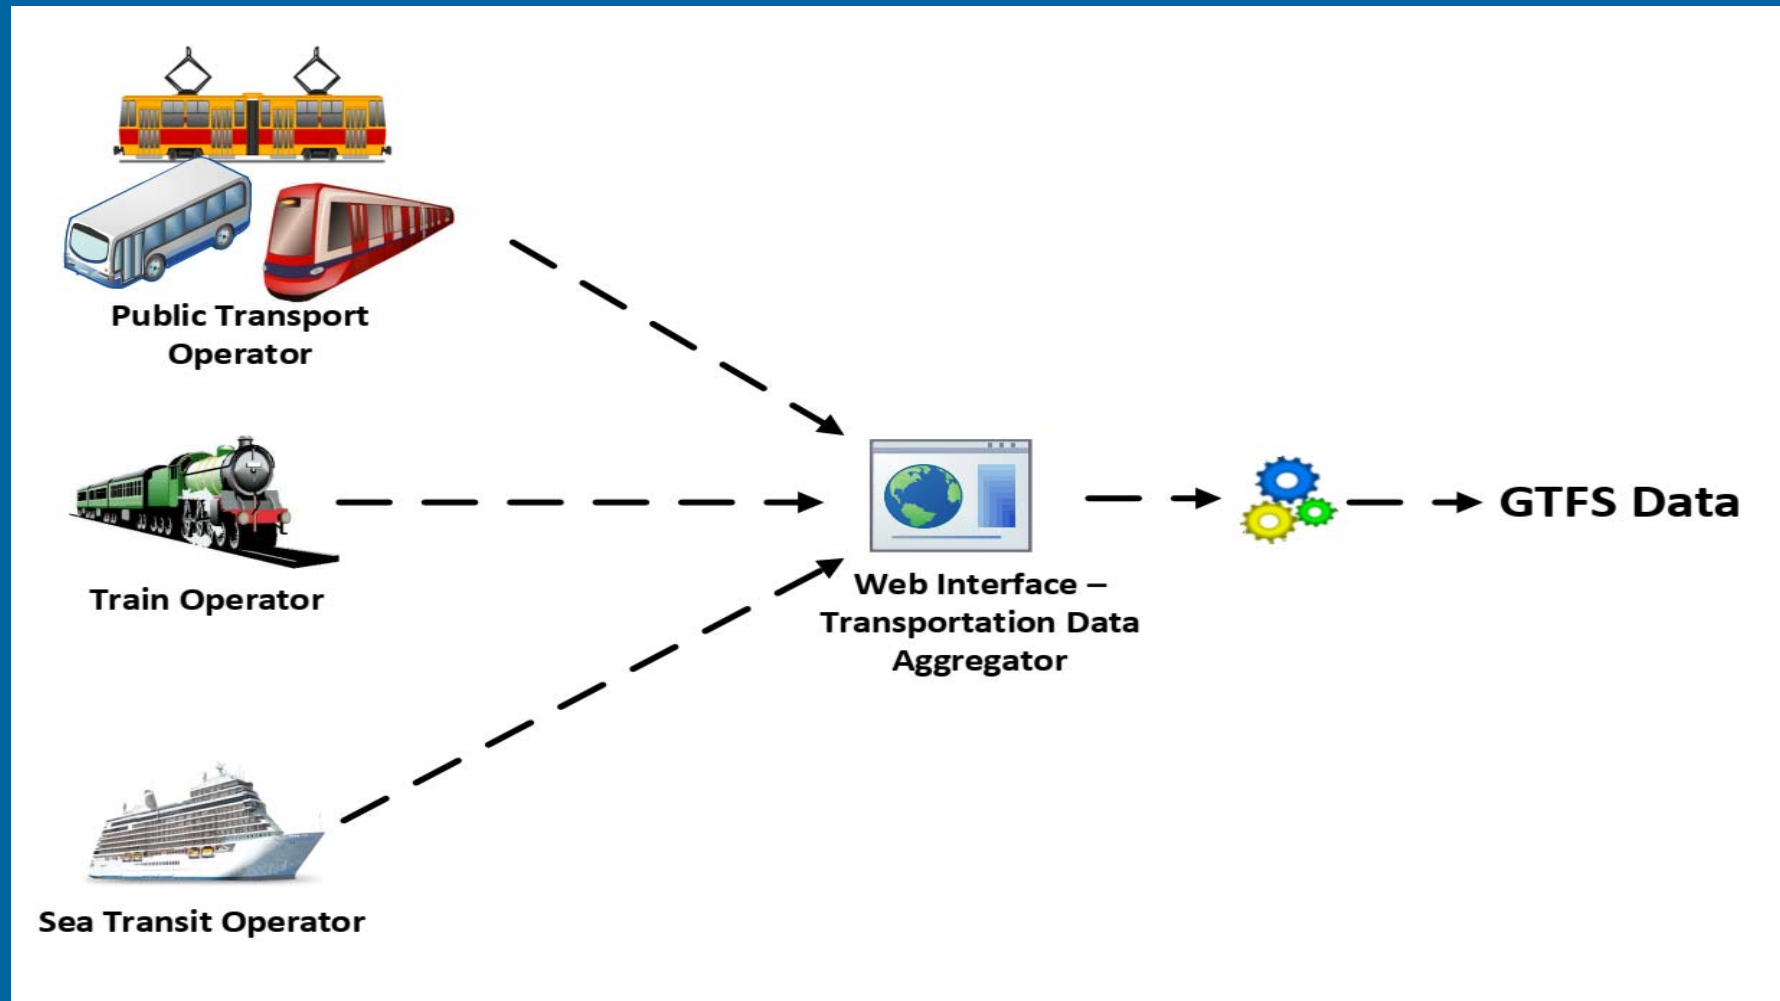 Public Transport
Operator
Train Operator
Sea Transit Operator
Web Interface –
Transportation Data
Aggregator
GTFS Data